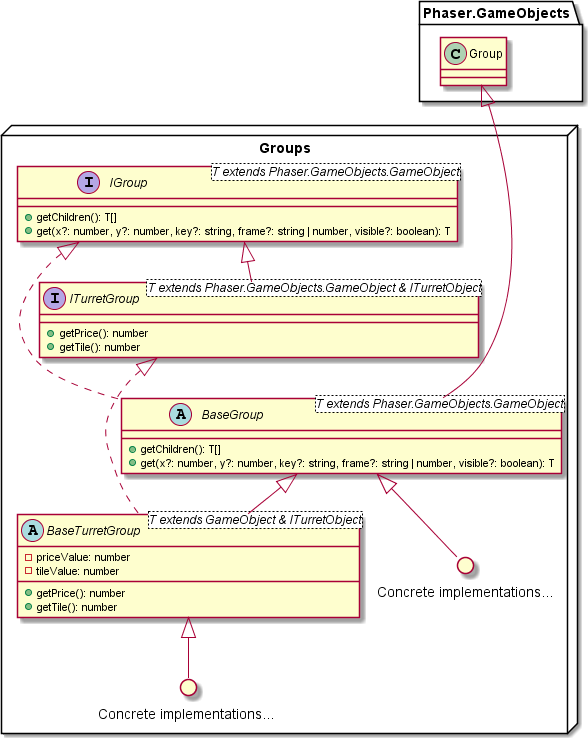 Phaser.GameObjects
C Group
Groups
I IGroup
T extends Phaser.GameObjects.GameObject
getChildren(): T[]
get(x?: number, y?: number, key?: string, frame?: string | number, visible?: boolean): T
I ITurretGroup
T extends Phaser.GameObjects.GameObject & ITurretObject
getPrice(): number
getTile(): number
A BaseGroup
T extends Phaser.GameObjects.GameObject
getChildren(): T[]
get(x?: number, y?: number, key?: string, frame?: string | number, visible?: boolean): T
A BaseTurretGroup
T extends GameObject & ITurretObject
priceValue: number
tileValue: number
getPrice(): number
getTile(): number
Concrete implementations...
Concrete implementations...